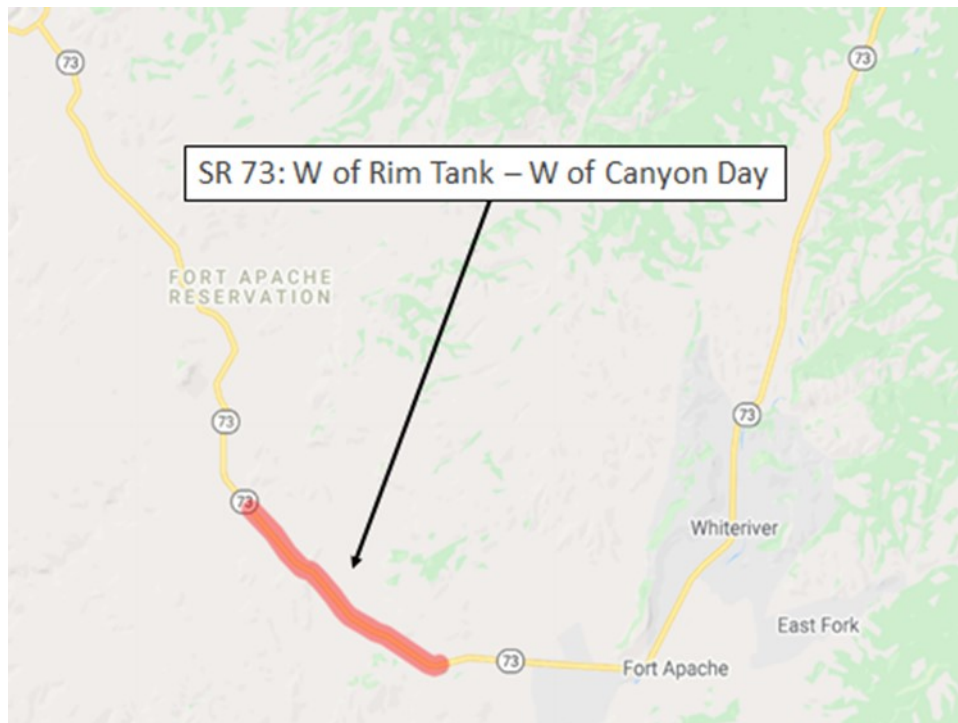 73
73
SR 73: W of Rim Tank – W of Canyon Day
FORT APACHE
RESERVATION
73
73
73
Whiteriver
East Fork
73
Fort Apache